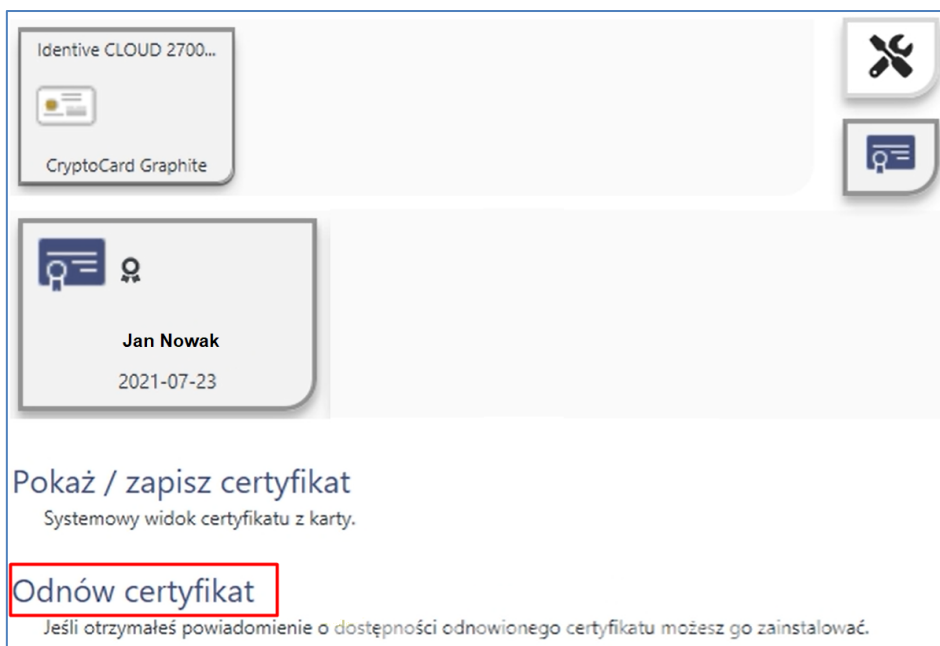 Identive CLOUD 2700...
CryptoCard Graphite
Jan Nowak
2021-07-23
Pokaż / zapisz certyfikat
Systemowy widok certyfikatu z karty.
Odnów certyfikat
Jeśli otrzymałeś powiadomienie o dostępności odnowionego certyfikatu możesz go zainstalować.